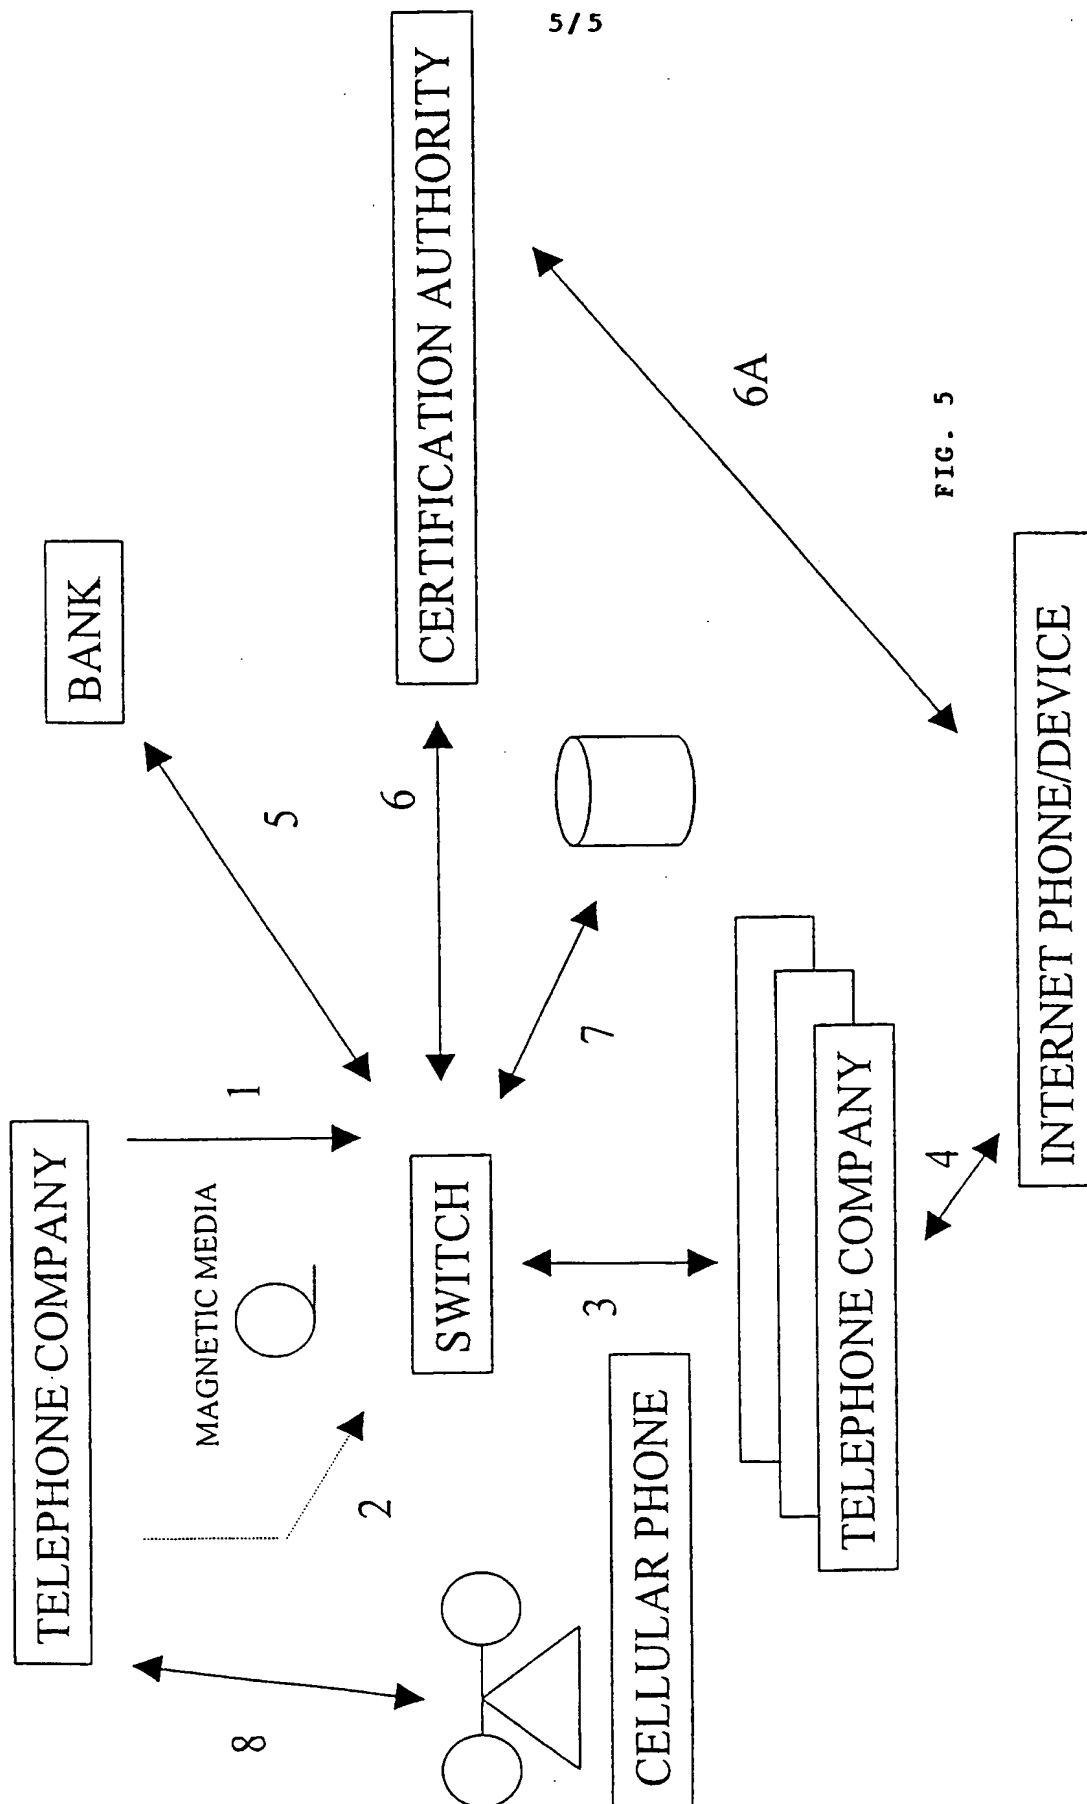 5/5
TELEPHONE COMPANY
BANK
1
MAGNETIC MEDIA
5
8
2
SWITCH
6
CERTIFICATION AUTHORITY
3
7
CELLULAR PHONE
6A
TELEPHONE COMPANY
4
INTERNET PHONE/DEVICE
FIG. 5